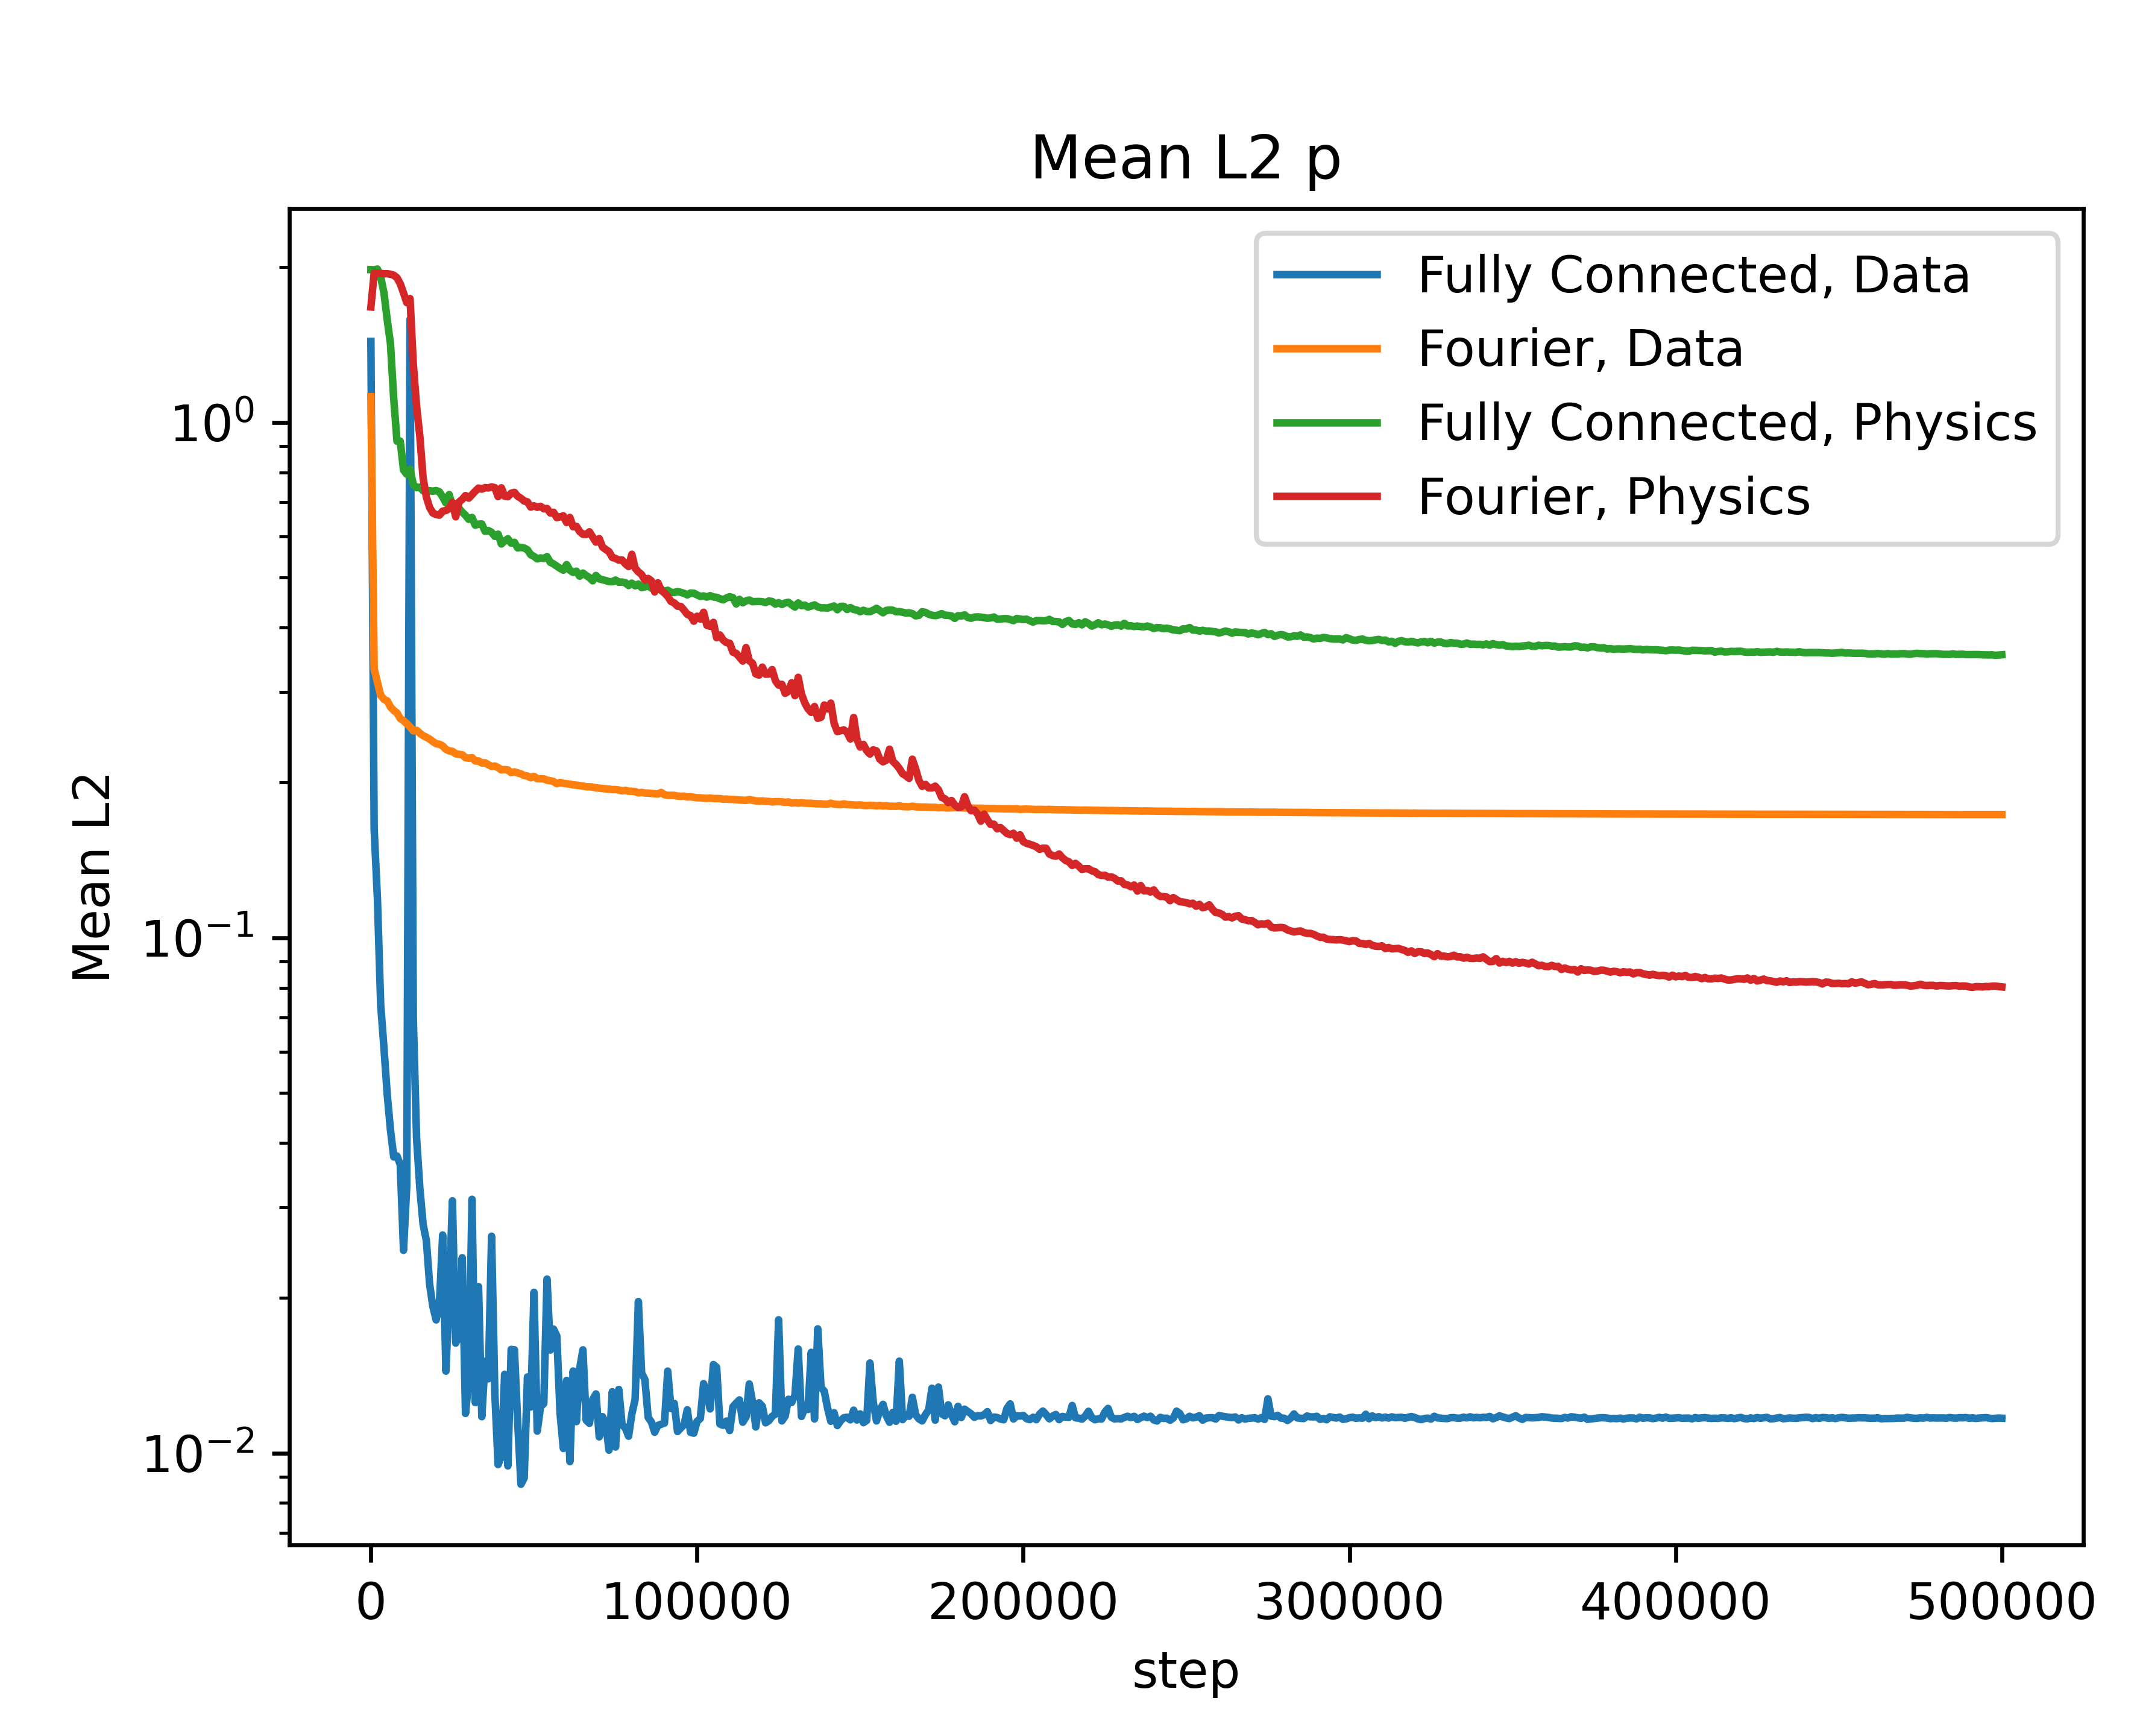 Mean L2 p
Fully Connected, Data
Fourier, Data
Fully Connected, Physics
Fourier, Physics
10⁰
10⁻¹
10⁻²
Mean L2
0 100000 200000 300000 400000 500000
step